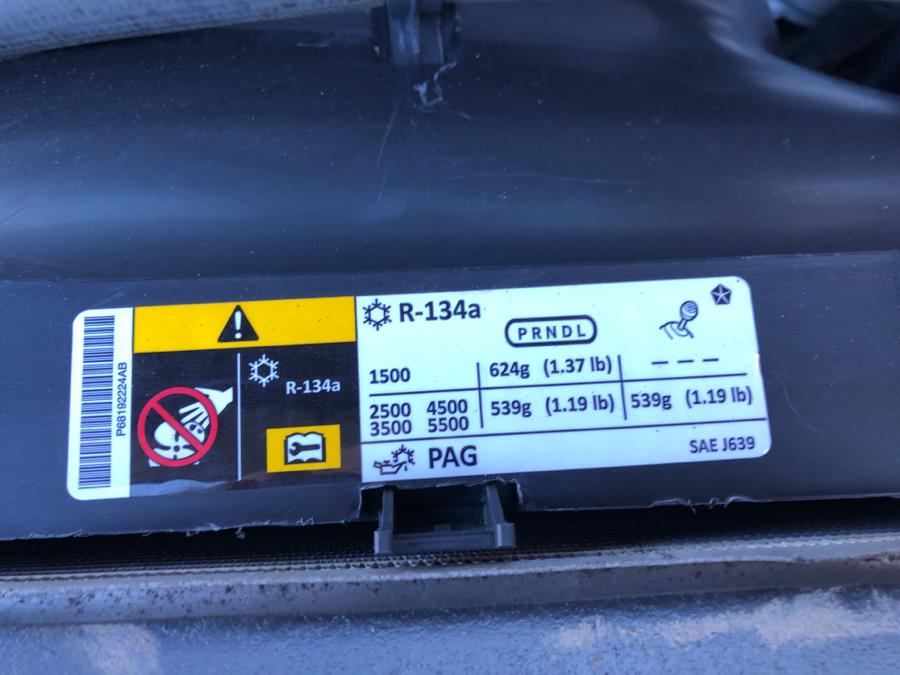 P68192224AB
R-134a
R-134a
PRNDL
1500 624g (1.37 lb) – – –
2500 4500 539g (1.19 lb) 539g (1.19 lb)
3500 5500
PAG SAE J639